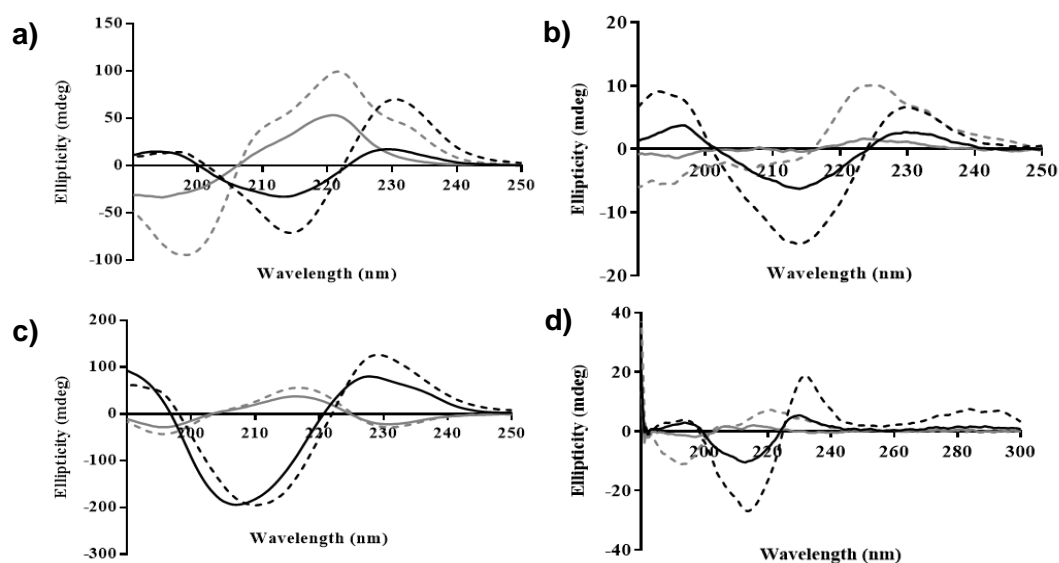 a)
100
50
0
-50
-100
200 210 220 230 240 250
Ellipticity (mdeg)
Wavelength (nm)
b)
20
10
0
-10
-20
200 210 220 230 240 250
Ellipticity (mdeg)
Wavelength (nm)
c)
200
100
0
-100
-200
-300
200 210 220 230 240 250
Ellipticity (mdeg)
Wavelength (nm)
d)
40
20
0
-20
-40
200 220 240 260 280 300
Ellipticity (mdeg)
Wavelength (nm)